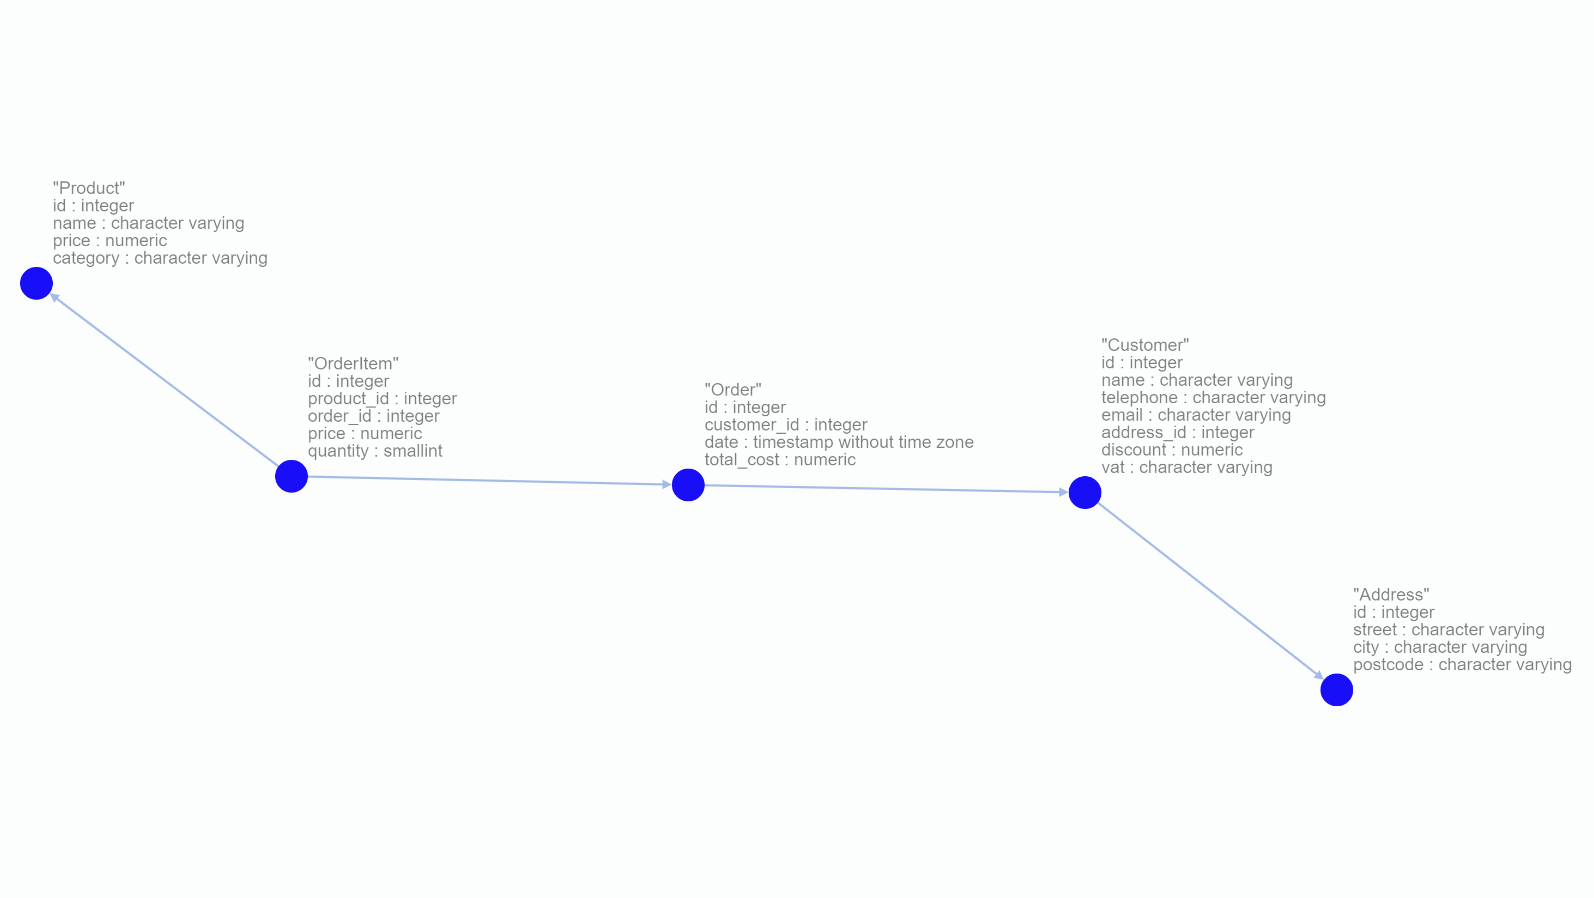 "Product"
id : integer
name : character varying
price : numeric
category : character varying
"OrderItem"
id : integer
product_id : integer
order_id : integer
price : numeric
quantity : smallint
"Order"
id : integer
customer_id : integer
date : timestamp without time zone
total_cost : numeric
"Customer"
id : integer
name : character varying
telephone : character varying
email : character varying
address_id : integer
discount : numeric
vat : character varying
"Address"
id : integer
street : character varying
city : character varying
postcode : character varying